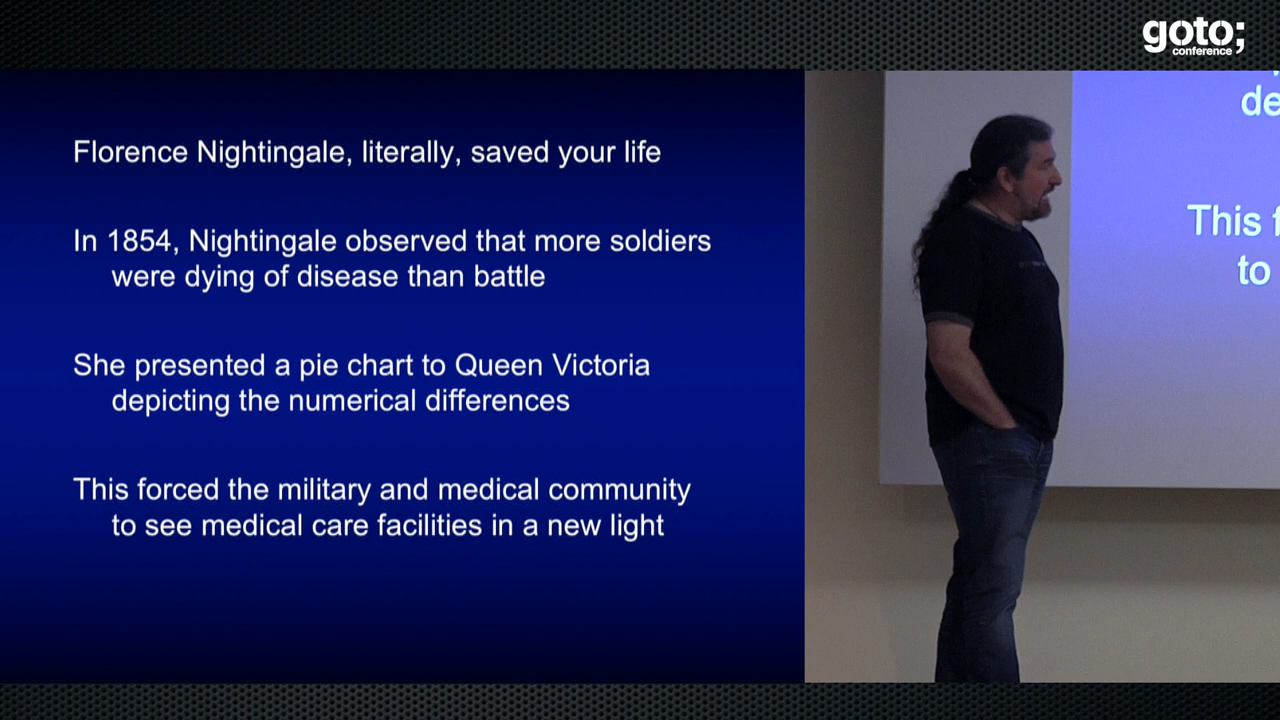 goto;
conference
Florence Nightingale, literally, saved your life
In 1854, Nightingale observed that more soldiers
were dying of disease than battle
She presented a pie chart to Queen Victoria
depicting the numerical differences
This forced the military and medical community
to see medical care facilities in a new light
de
This f
to